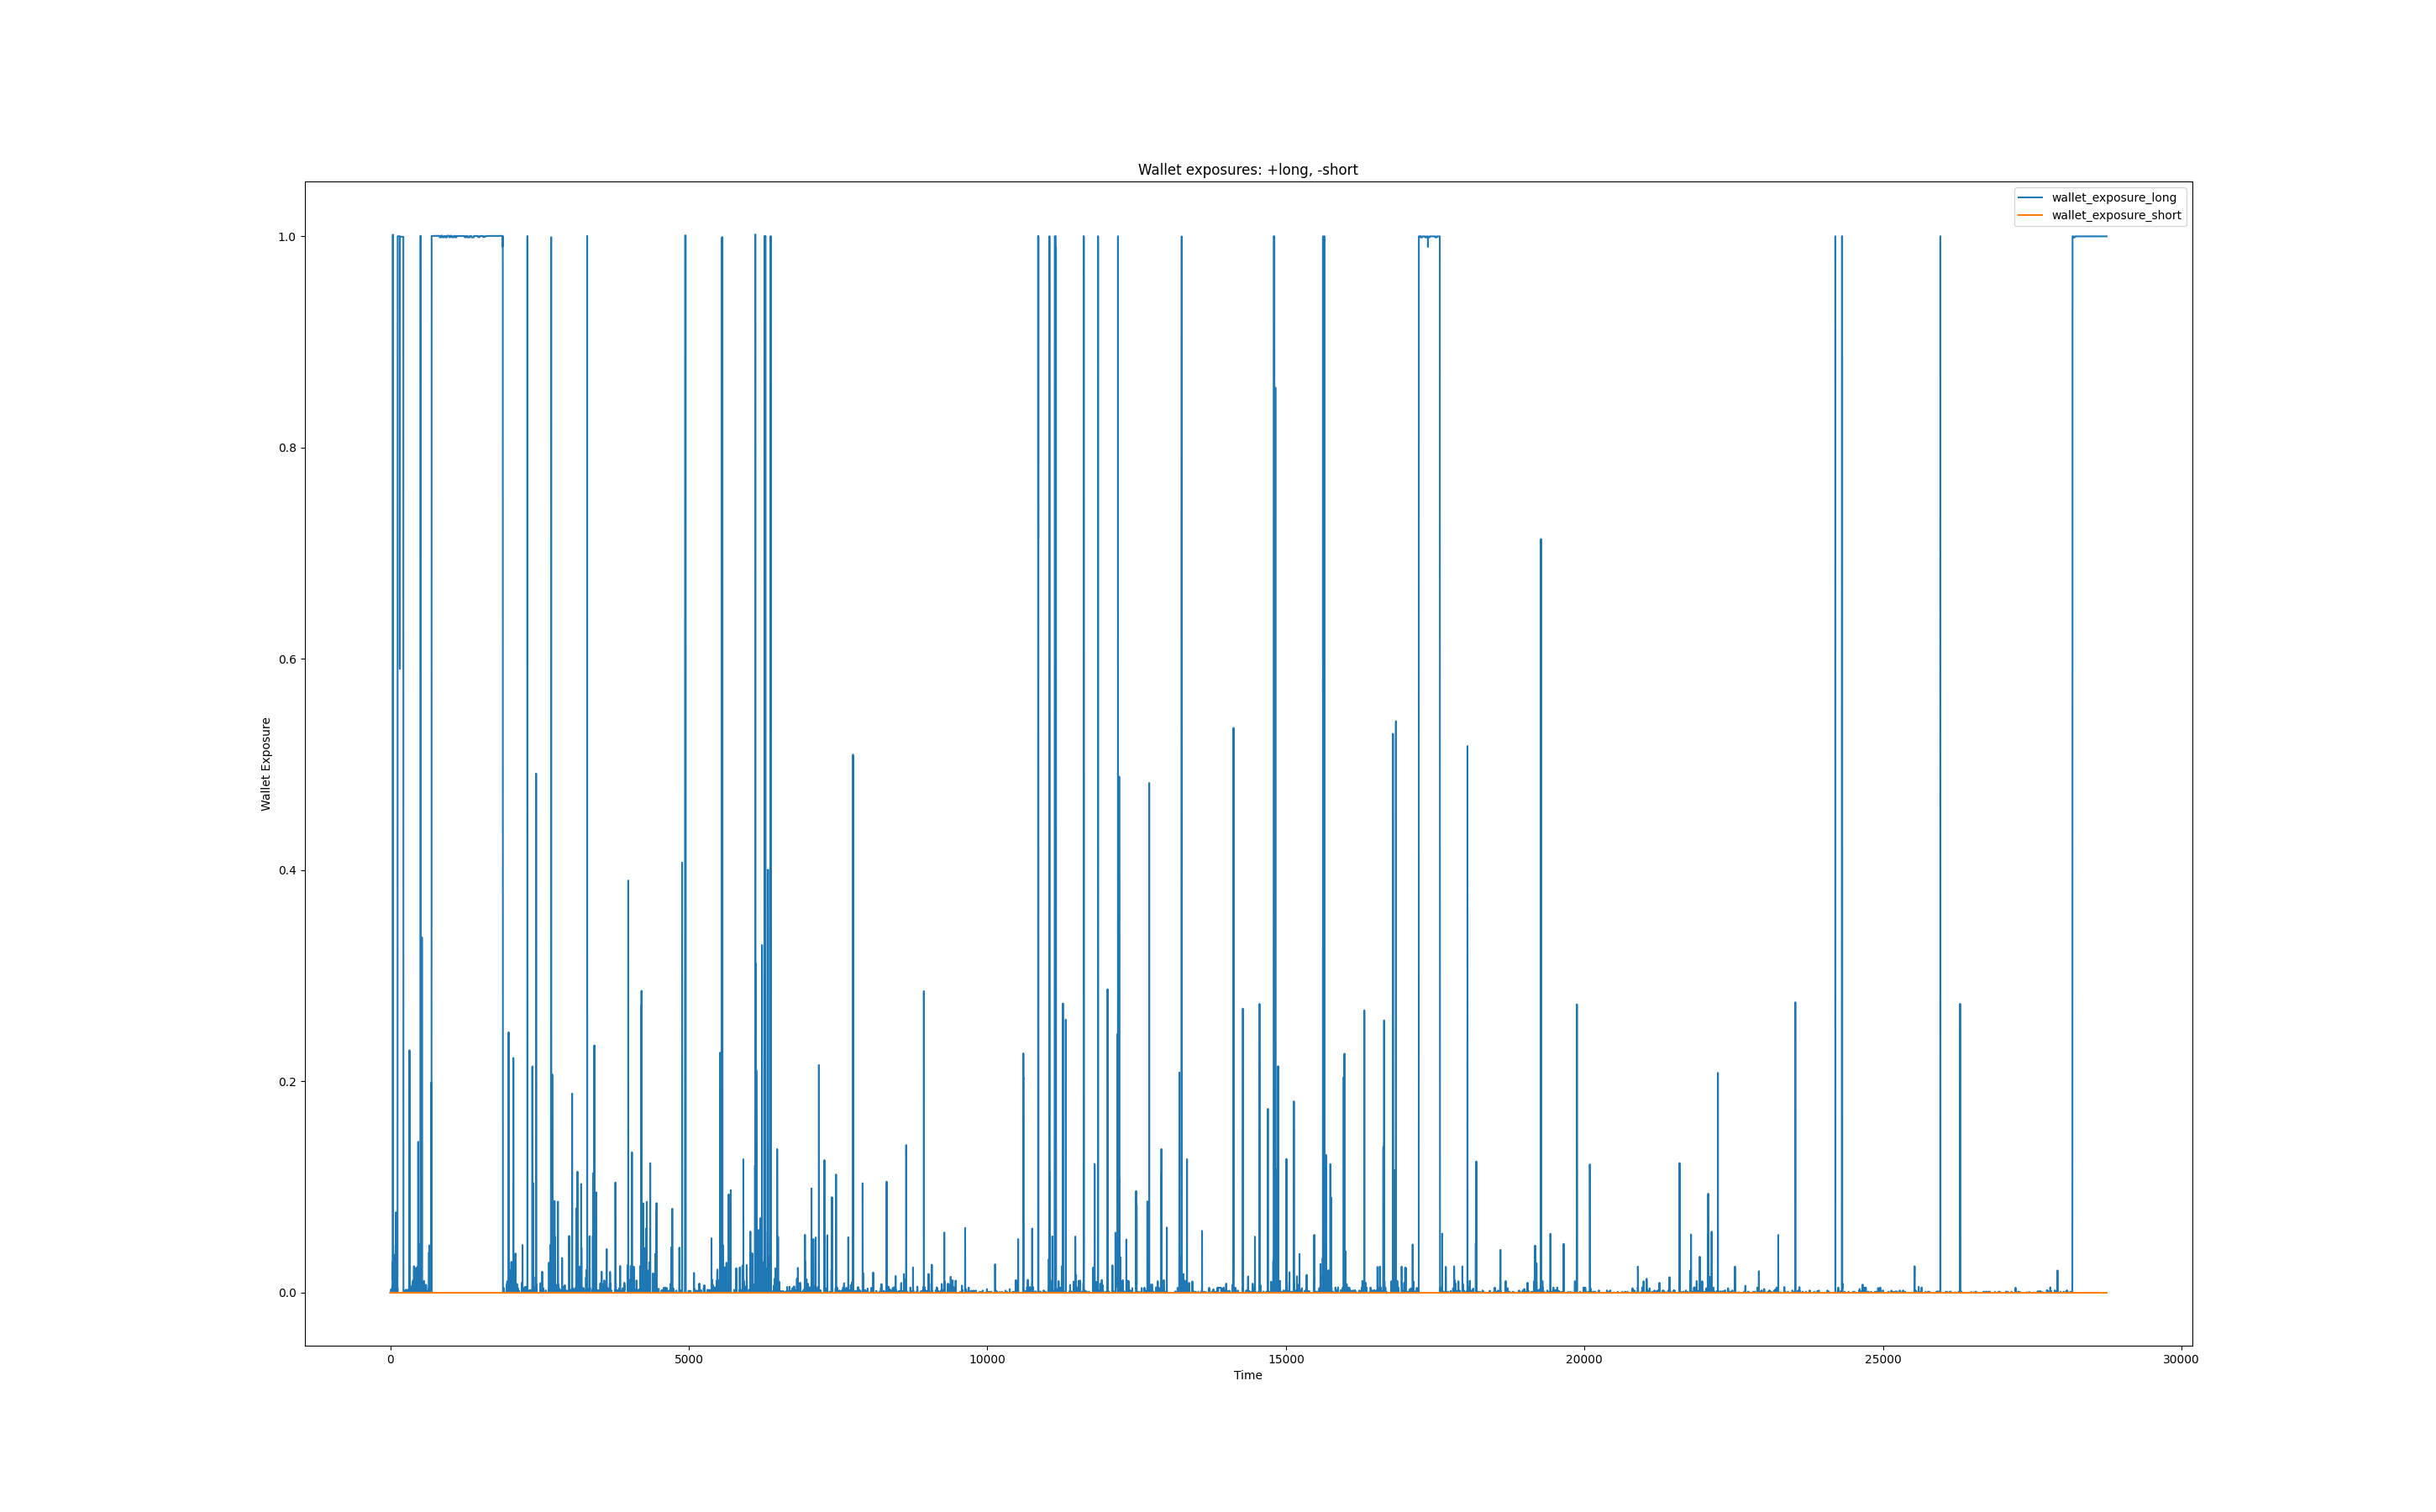 Wallet exposures: +long, -short
wallet_exposure_long
wallet_exposure_short
1.0
0.8
0.6
0.4
0.2
0.0
Wallet Exposure
0 5000 10000 15000 20000 25000 30000
Time